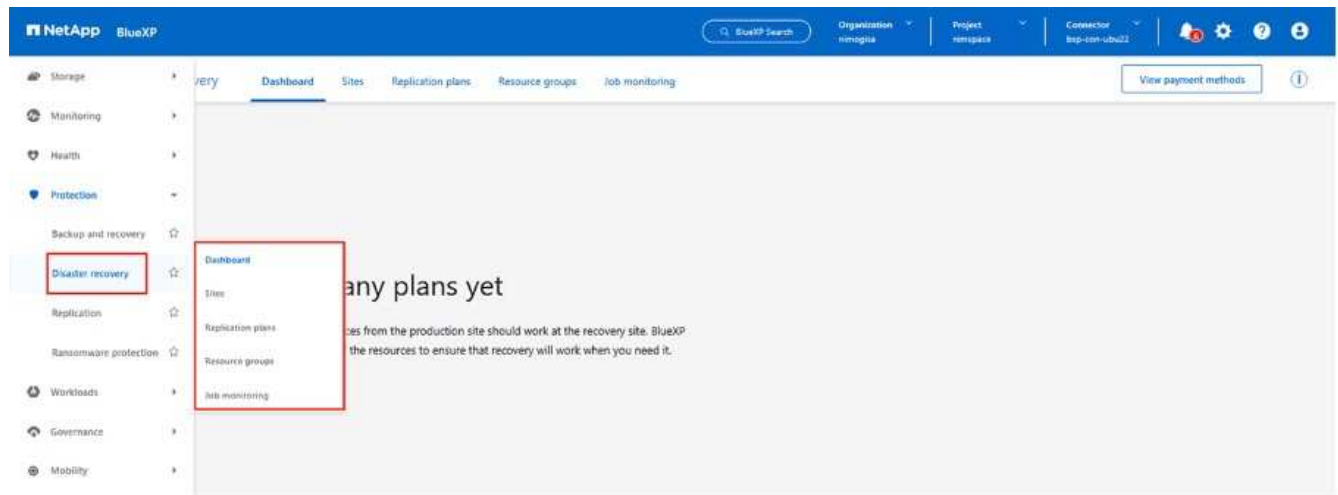 NetApp BlueXP
BlueXP Search
Organization
nimogisa
Project
nimspace
Connector
bxp-con-ubu22
Storage
very
Dashboard
Sites
Replication plans
Resource groups
Job monitoring
View payment methods
Monitoring
Health
Protection
Backup and recovery
Disaster recovery
Replication
Ransomware protection
Workloads
Governance
Mobility
Dashboard
Sites
Replication plans
Resource groups
Job monitoring
any plans yet
ces from the production site should work at the recovery site. BlueXP
the resources to ensure that recovery will work when you need it.